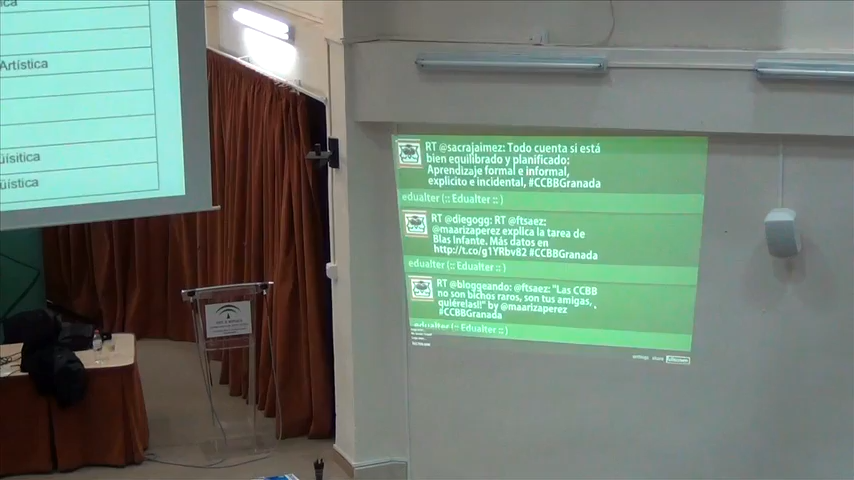 Artística
RT @sacrajaimez: Todo cuenta si está
bien equilibrado y planificado:
Aprendizaje formal e informal,
explícito e incidental, #CCBBGranada
edualter (:: Edualter :: )
RT @diegogg: RT @ftsaez:
@maarizaperez explica la tarea de
Blas Infante. Más datos en
http://t.co/g1YRbv82 #CCBBGranada
edualter (:: Edualter :: )
RT @bloggeando: @ftsaez: "Las CCBB
no son bichos raros, son tus amigas,
quiérelas!!" by @maarizaperez
#CCBBGranada
edualter (:: Edualter :: )